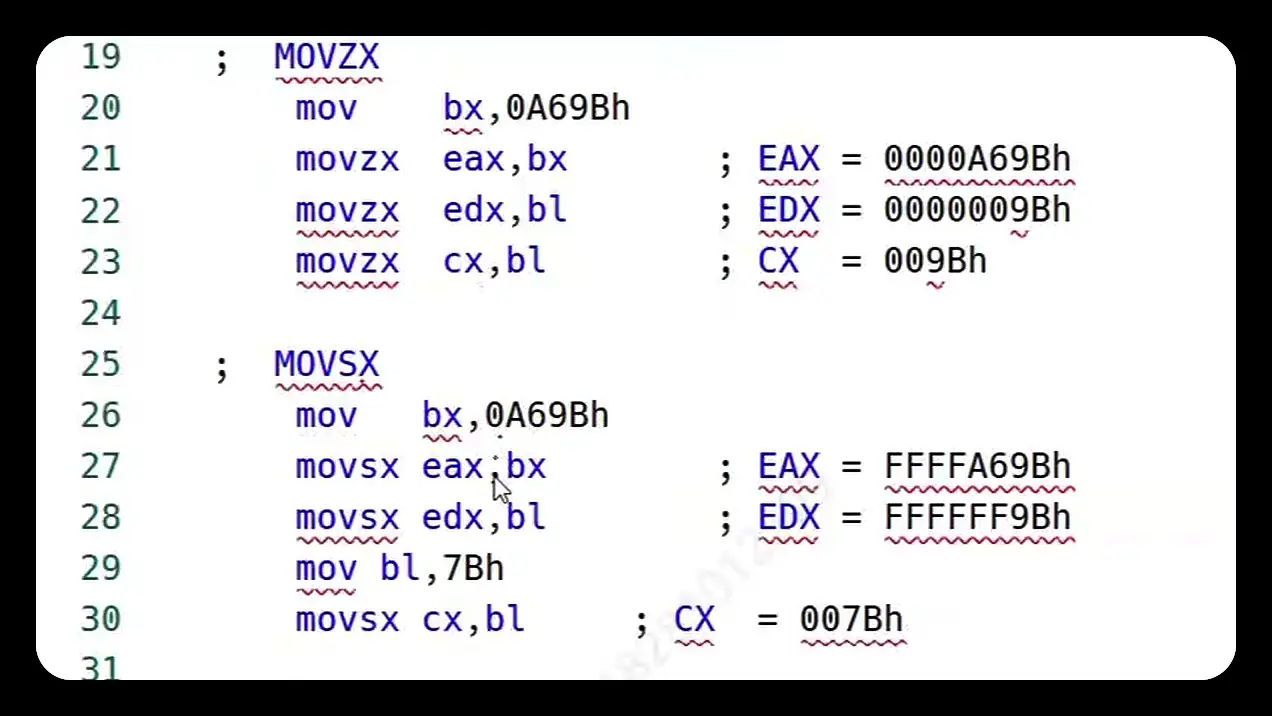 19 ; MOVZX
20 mov bx,0A69Bh
21 movzx eax,bx ; EAX = 0000A69Bh
22 movzx edx,bl ; EDX = 0000009Bh
23 movzx cx,bl ; CX = 009Bh
24
25 ; MOVSX
26 mov bx,0A69Bh
27 movsx eax,bx ; EAX = FFFFA69Bh
28 movsx edx,bl ; EDX = FFFFFF9Bh
29 mov bl,7Bh
30 movsx cx,bl ; CX = 007Bh
31